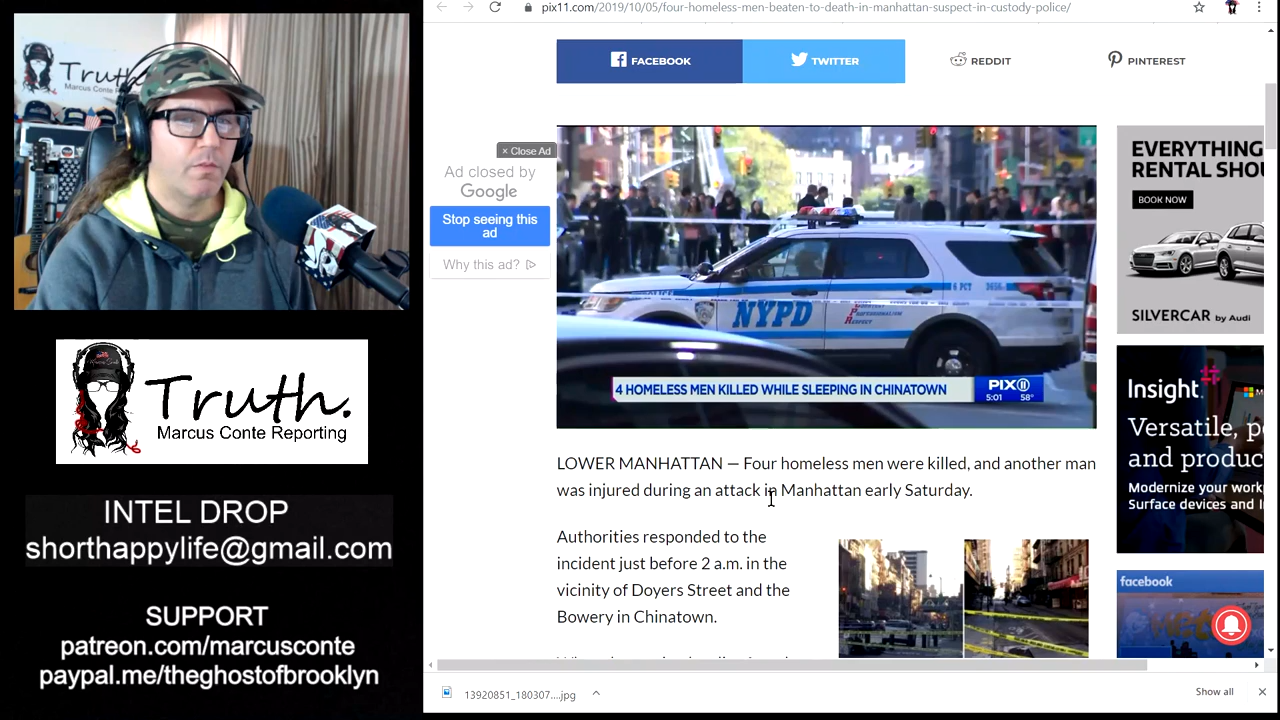 pix11.com/2019/10/05/four-homeless-men-beaten-to-death-in-manhattan-suspect-in-custody-police/
FACEBOOK
TWITTER
REDDIT
PINTEREST
Truth
× Close Ad
Ad closed by
Google
Stop seeing this
ad
Why this ad?
NYPD
4 HOMELESS MEN KILLED WHILE SLEEPING IN CHINATOWN
PIX11
5:01 58°
EVERYTHING
RENTAL SHOU
BOOK NOW
SILVERCAR by Audi
Insight.
Versatile, po
and produc
Modernize your work
Surface devices and I
facebook
Truth.
Marcus Conte Reporting
INTEL DROP
shorthappylife@gmail.com
SUPPORT
patreon.com/marcusconte
paypal.me/theghostofbrooklyn
LOWER MANHATTAN — Four homeless men were killed, and another man
was injured during an attack in Manhattan early Saturday.
Authorities responded to the
incident just before 2 a.m. in the
vicinity of Doyers Street and the
Bowery in Chinatown.
13920851_180307....jpg
Show all